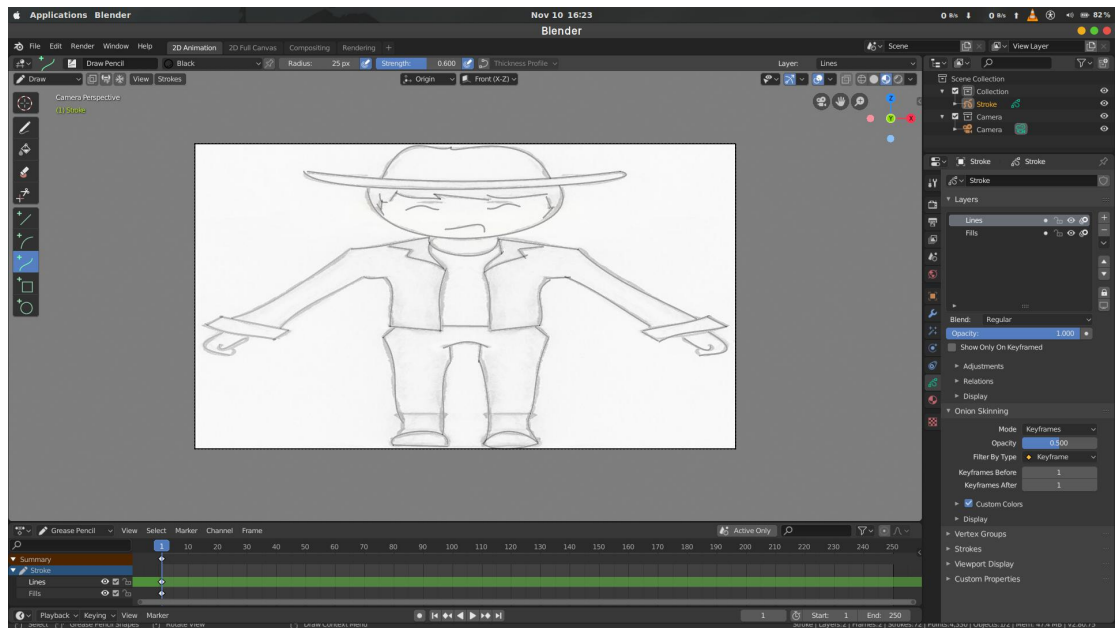 Applications Blender Nov 10 16:23 0 B/s 0 B/s 82%
Blender
File Edit Render Window Help 2D Animation 2D Full Canvas Compositing Rendering + Scene View Layer
Draw Pencil Black Radius: 25 px Strength: 0.600 Thickness Profile Layer: Lines
Draw View Strokes Origin Front (X-Z)
Camera Perspective
(1) Stroke
Z
Y
X
Scene Collection
Collection
Stroke
Camera
Camera
Stroke Stroke
Stroke
Layers
Lines
Fills
Blend: Regular
Opacity: 1.000
Show Only On Keyframed
Adjustments
Relations
Display
Onion Skinning
Mode Keyframes
Opacity 0.500
Filter By Type Keyframe
Keyframes Before 1
Keyframes After 1
Custom Colors
Display
Vertex Groups
Strokes
Viewport Display
Custom Properties
Grease Pencil View Select Marker Channel Frame Active Only
1 10 20 30 40 50 60 70 80 90 100 110 120 130 140 150 160 170 180 190 200 210 220 230 240 250
Summary
Stroke
Lines
Fills
Playback Keying View Marker 1 Start: 1 End: 250